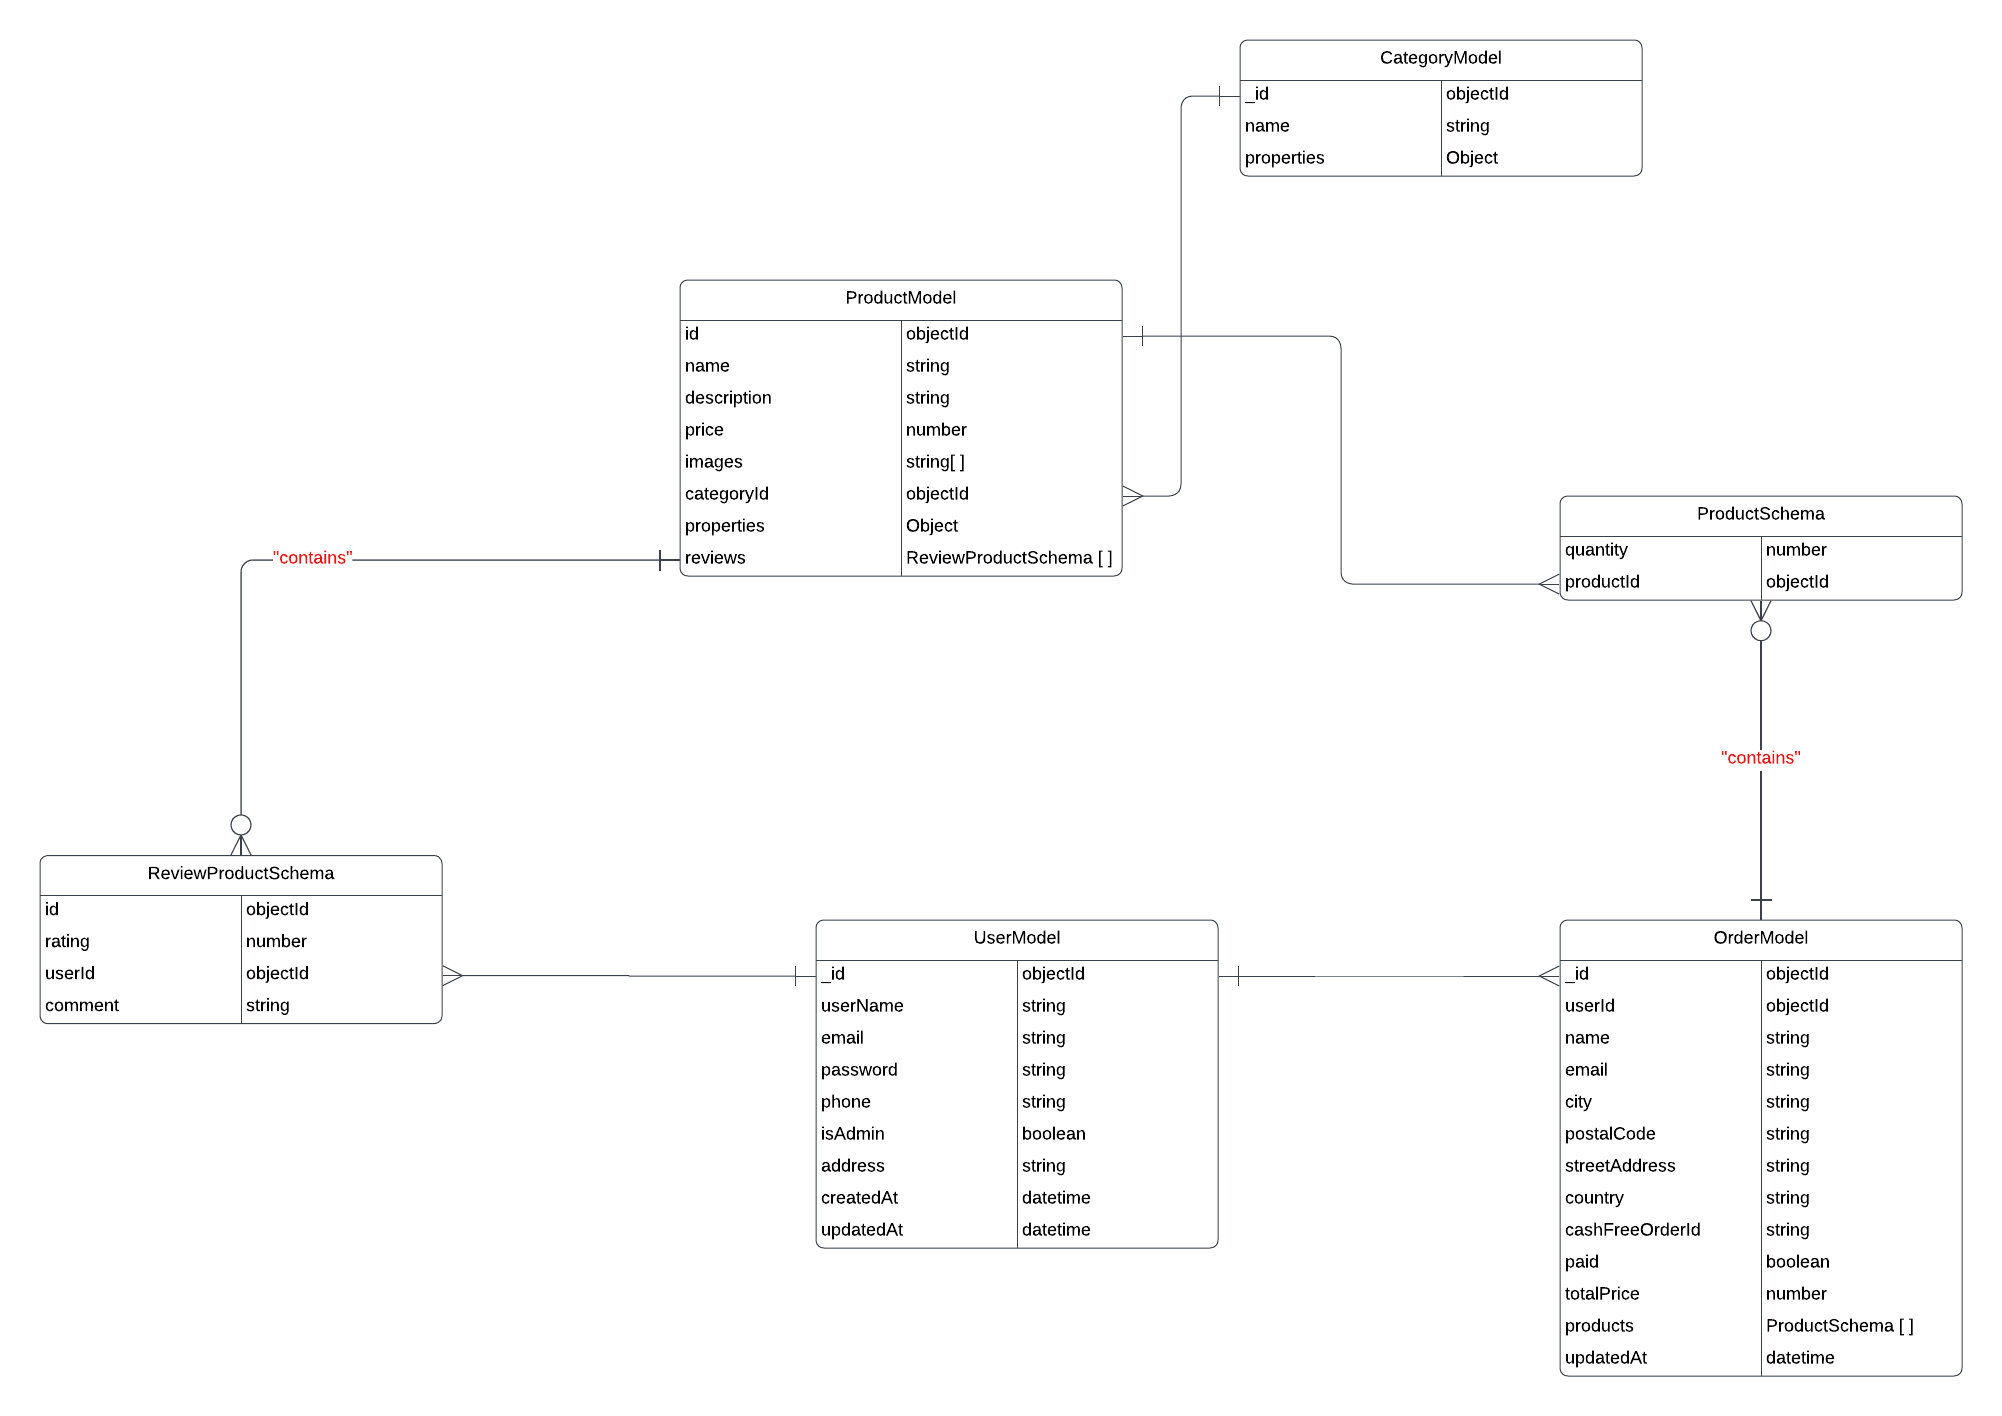 CategoryModel
_id objectId
name string
properties Object
ProductModel
id objectId
name string
description string
price number
images string[ ]
categoryId objectId
properties Object
reviews ReviewProductSchema [ ]
ProductSchema
quantity number
productId objectId
"contains"
"contains"
ReviewProductSchema
id objectId
rating number
userId objectId
comment string
UserModel
_id objectId
userName string
email string
password string
phone string
isAdmin boolean
address string
createdAt datetime
updatedAt datetime
OrderModel
_id objectId
userId objectId
name string
email string
city string
postalCode string
streetAddress string
country string
cashFreeOrderId string
paid boolean
totalPrice number
products ProductSchema [ ]
updatedAt datetime